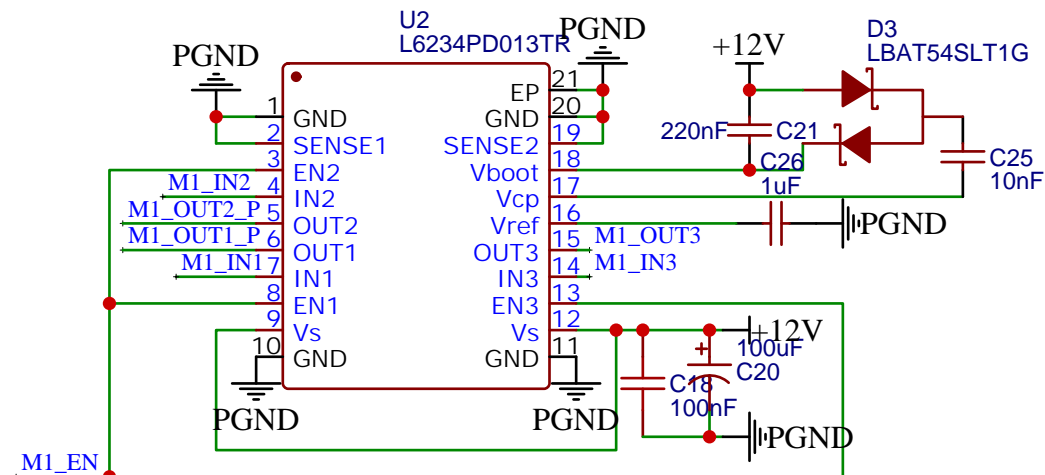 U2
L6234PD013TR
PGND
PGND
+12V
D3
LBAT54SLT1G
1
GND
2
SENSE1
3
EN2
4
IN2
M1_IN2
5
OUT2
M1_OUT2_P
6
OUT1
M1_OUT1_P
7
IN1
M1_IN1
8
EN1
9
Vs
10
GND
PGND
21
EP
20
GND
19
SENSE2
18
Vboot
17
Vcp
16
Vref
15
OUT3
M1_OUT3
14
IN3
M1_IN3
13
EN3
12
Vs
11
GND
PGND
220nF
C21
C26
1uF
C25
10nF
PGND
+12V
+
100uF
C20
C18
100nF
PGND
M1_EN